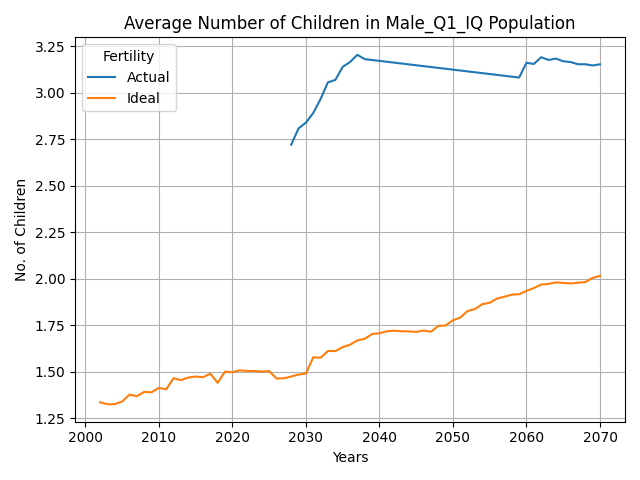 Average Number of Children in Male_Q1_IQ Population
Fertility
Actual
Ideal
No. of Children
3.25
3.00
2.75
2.50
2.25
2.00
1.75
1.50
1.25
2000 2010 2020 2030 2040 2050 2060 2070
Years